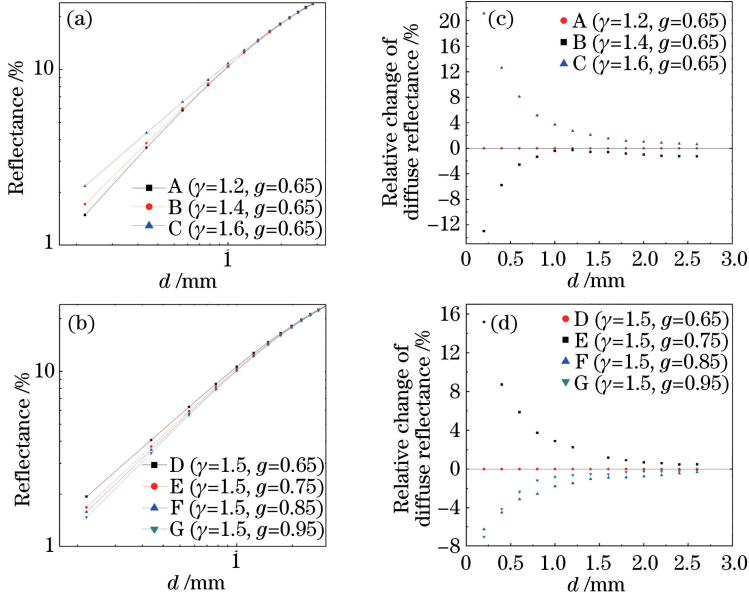 (a)
Reflectance /%
10
1
A (γ=1.2, g=0.65)
B (γ=1.4, g=0.65)
C (γ=1.6, g=0.65)
1
d /mm
(c)
Relative change of
diffuse reflectance /%
20
16
12
8
4
0
−4
−8
−12
A (γ=1.2, g=0.65)
B (γ=1.4, g=0.65)
C (γ=1.6, g=0.65)
0 0.5 1.0 1.5 2.0 2.5 3.0
d /mm
(b)
Reflectance /%
10
1
D (γ=1.5, g=0.65)
E (γ=1.5, g=0.75)
F (γ=1.5, g=0.85)
G (γ=1.5, g=0.95)
1
d /mm
(d)
Relative change of
diffuse reflectance /%
16
12
8
4
0
−4
−8
D (γ=1.5, g=0.65)
E (γ=1.5, g=0.75)
F (γ=1.5, g=0.85)
G (γ=1.5, g=0.95)
0 0.5 1.0 1.5 2.0 2.5 3.0
d /mm